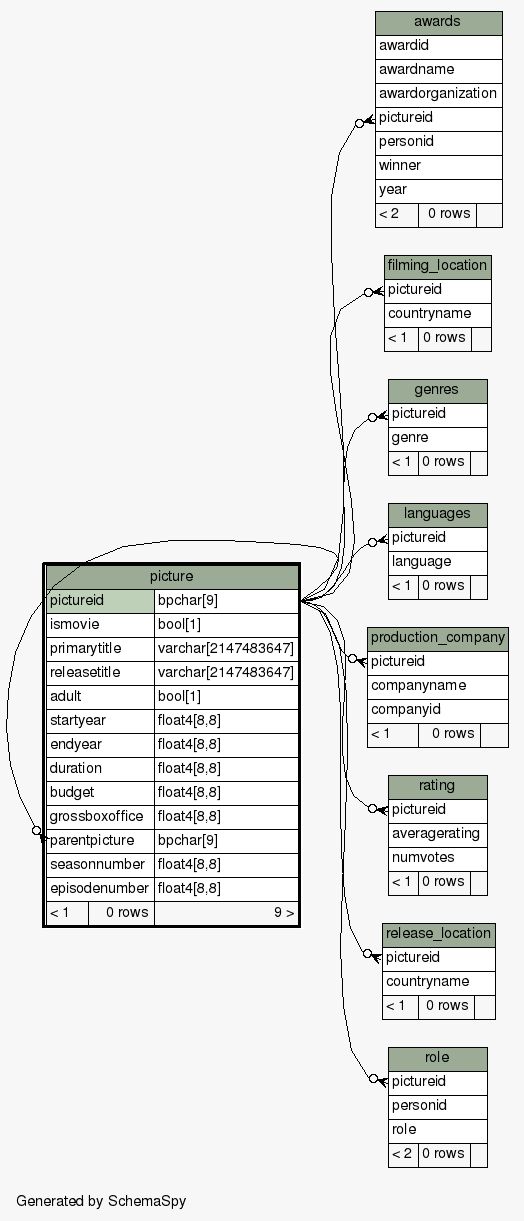 awards
awardid
awardname
awardorganization
pictureid
personid
winner
year
< 2 0 rows
filming_location
pictureid
countryname
< 1 0 rows
genres
pictureid
genre
< 1 0 rows
languages
pictureid
language
< 1 0 rows
picture
pictureid bpchar[9]
ismovie bool[1]
primarytitle varchar[2147483647]
releasetitle varchar[2147483647]
adult bool[1]
startyear float4[8,8]
endyear float4[8,8]
duration float4[8,8]
budget float4[8,8]
grossboxoffice float4[8,8]
parentpicture bpchar[9]
seasonnumber float4[8,8]
episodenumber float4[8,8]
< 1 0 rows 9 >
production_company
pictureid
companyname
companyid
< 1 0 rows
rating
pictureid
averagerating
numvotes
< 1 0 rows
release_location
pictureid
countryname
< 1 0 rows
role
pictureid
personid
role
< 2 0 rows
Generated by SchemaSpy